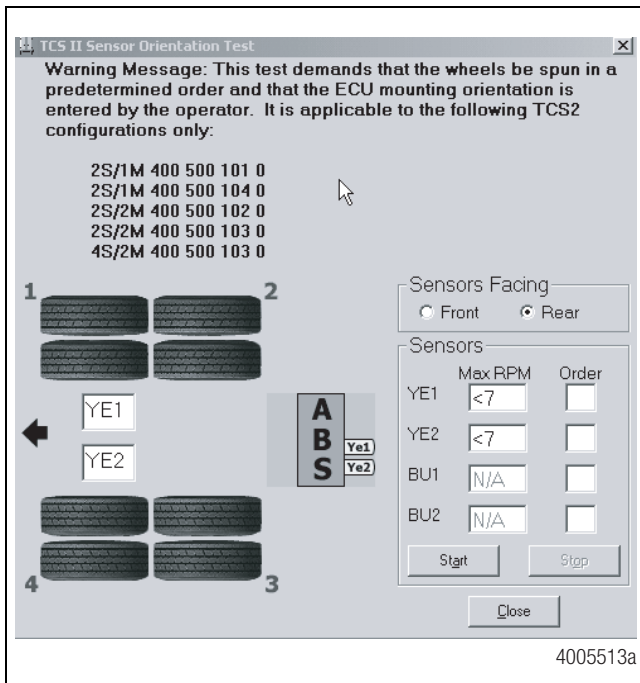 TCS II Sensor Orientation Test
Warning Message: This test demands that the wheels be spun in a
predetermined order and that the ECU mounting orientation is
entered by the operator. It is applicable to the following TCS2
configurations only:
2S/1M 400 500 101 0
2S/1M 400 500 104 0
2S/2M 400 500 102 0
2S/2M 400 500 103 0
4S/2M 400 500 103 0
1
2
YE1
YE2
4
3
A
B
S
Ye1
Ye2
Sensors Facing
Front Rear
Sensors
Max RPM Order
YE1 <7
YE2 <7
BU1 N/A
BU2 N/A
Start Stop
Close
4005513a